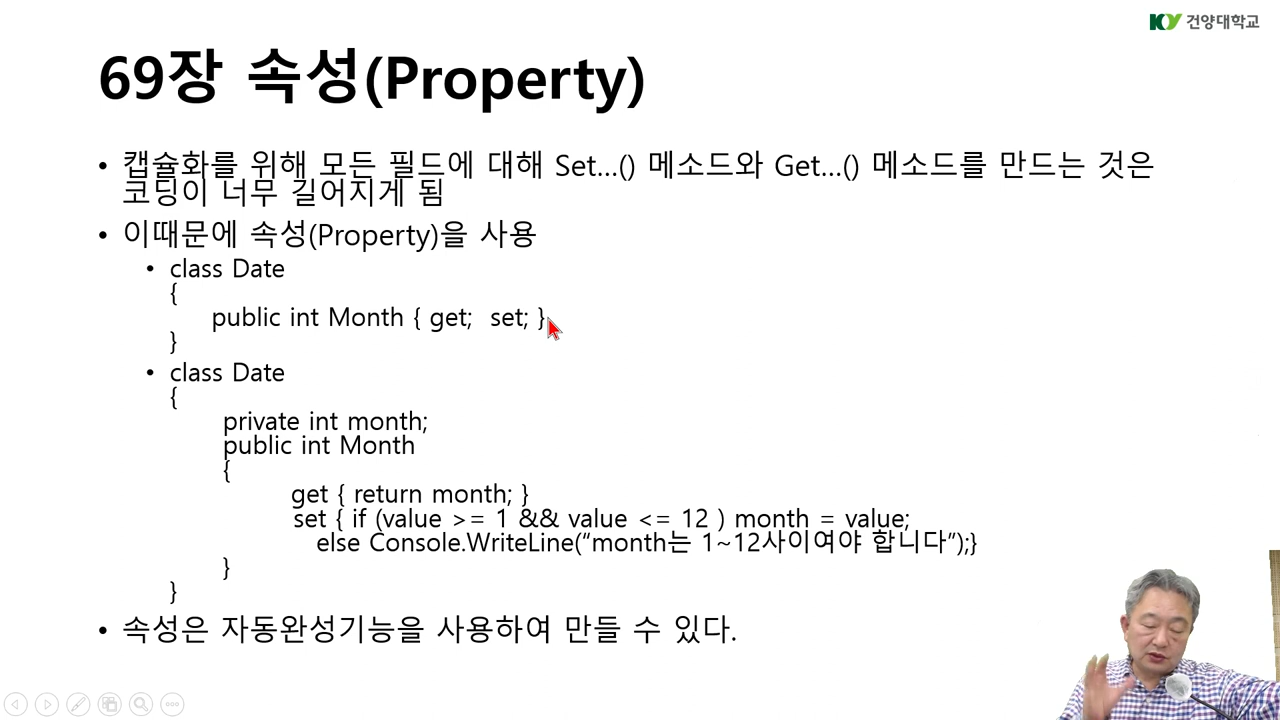 건양대학교
69장 속성(Property)
• 캡슐화를 위해 모든 필드에 대해 Set...() 메소드와 Get...() 메소드를 만드는 것은
코딩이 너무 길어지게 됨
• 이때문에 속성(Property)을 사용
• class Date
{
public int Month { get;  set; }
}
• class Date
{
private int month;
public int Month
{
get { return month; }
set { if (value >= 1 && value <= 12 ) month = value;
else Console.WriteLine(“month는 1~12사이여야 합니다”);}
}
}
• 속성은 자동완성기능을 사용하여 만들 수 있다.